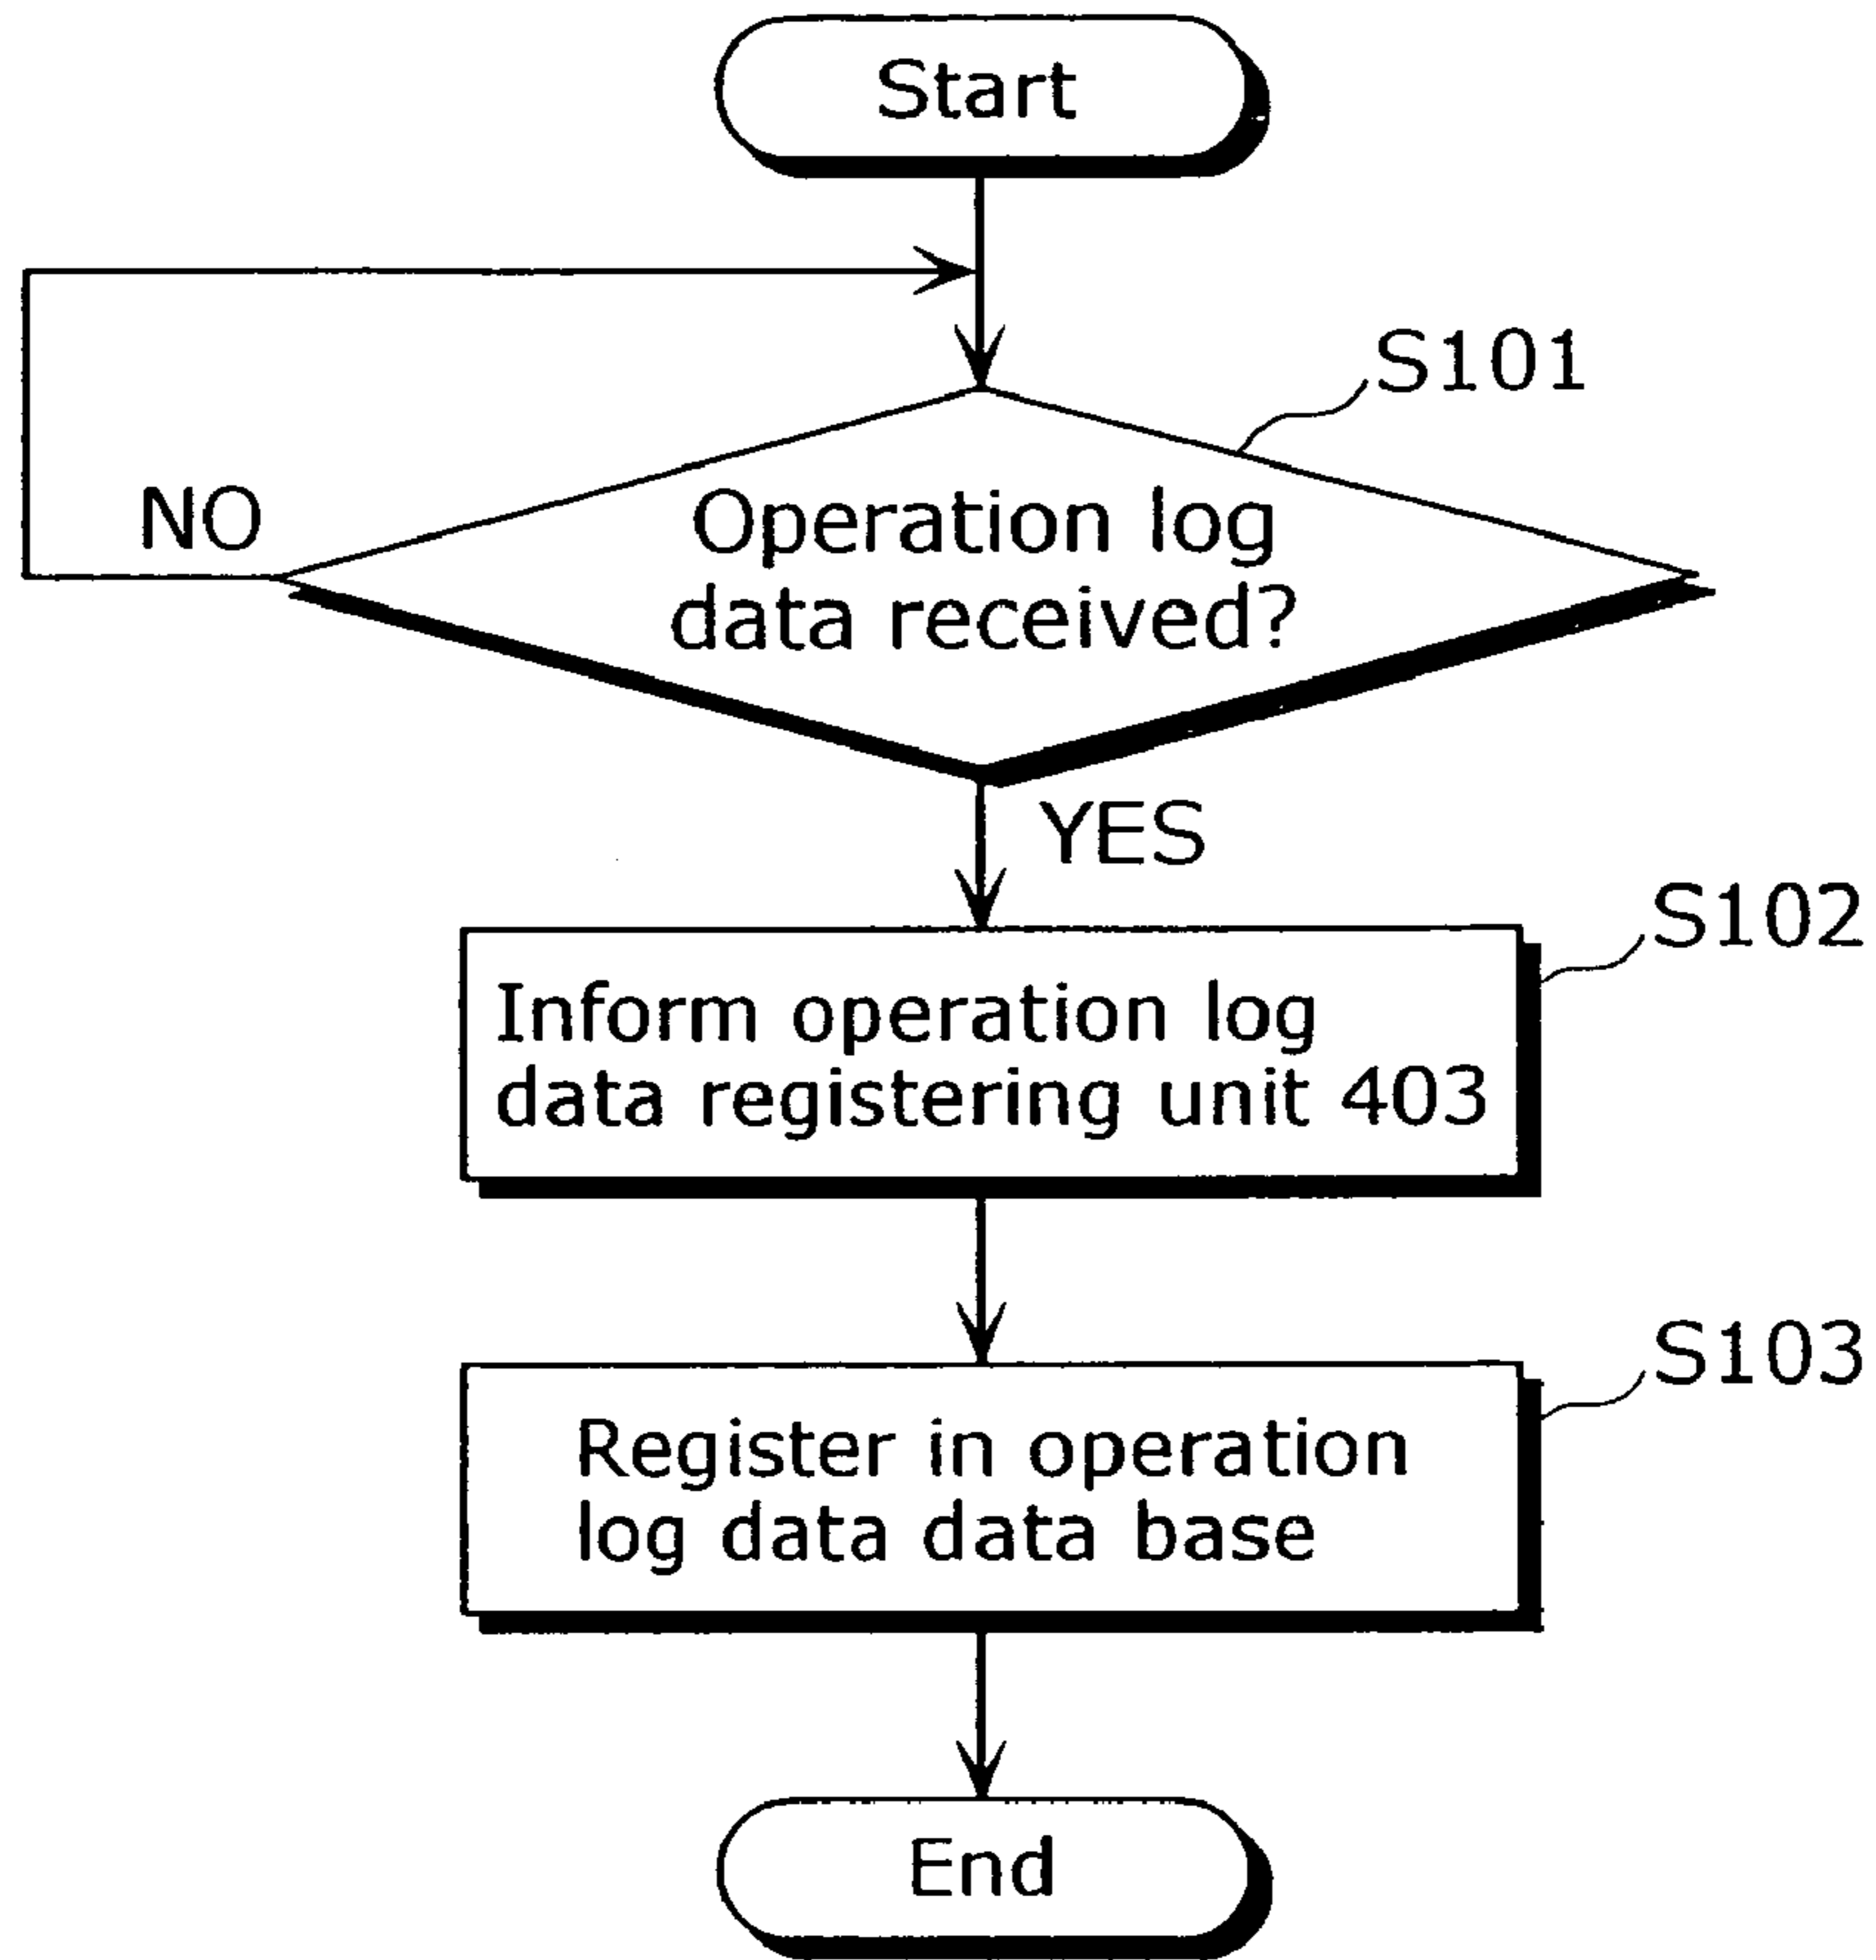 Start
S101
NO
Operation log
data received?
YES
S102
Inform operation log
data registering unit 403
S103
Register in operation
log data data base
End